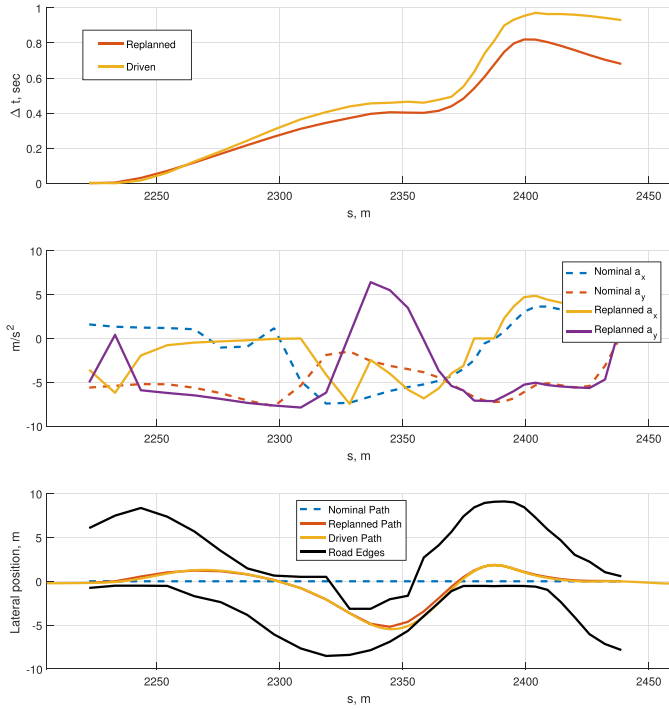 1
0.8
0.6
0.4
0.2
0
Δ t, sec
Replanned
Driven
2250 2300 2350 2400 2450
s, m
10
5
0
-5
-10
m/s²
Nominal aₓ
Nominal a_y
Replanned aₓ
Replanned a_y
2250 2300 2350 2400 2450
s, m
10
5
0
-5
-10
Lateral position, m
Nominal Path
Replanned Path
Driven Path
Road Edges
2250 2300 2350 2400 2450
s, m